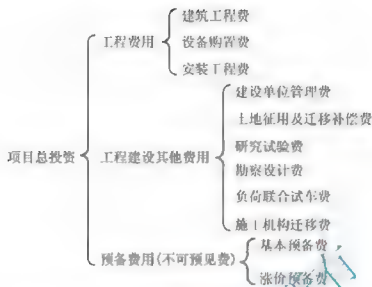 建筑工程费
工程费用
设备购置费
安装工程费
建设单位管理费
土地征用及迁移补偿费
研究试验费
项目总投资
工程建设其他费用
勘察设计费
负荷联合试车费
施工机构迁移费
预备费用(不可预见费)
基本预备费
涨价预备费